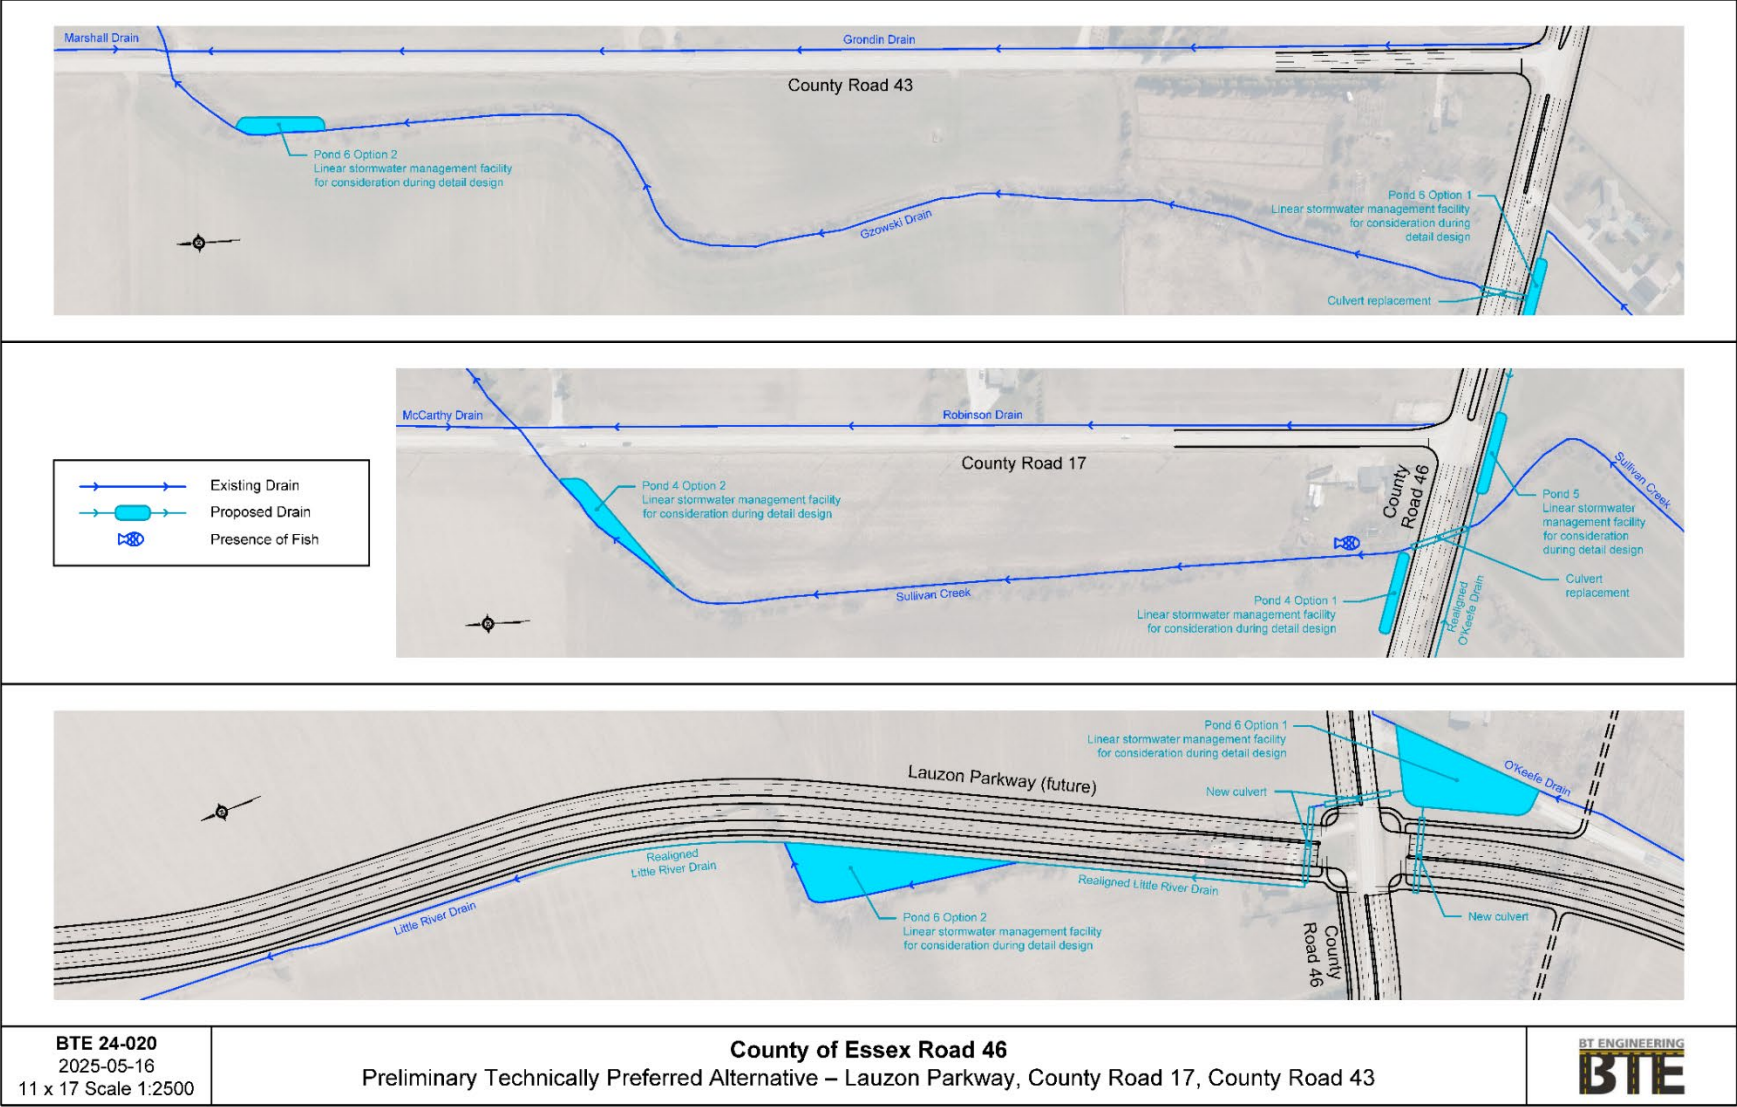 Marshall Drain
Grondin Drain
County Road 43
Pond 6 Option 2
Linear stormwater management facility
for consideration during detail design
Gzowski Drain
Pond 6 Option 1
Linear stormwater management facility
for consideration during
detail design
Culvert replacement
McCarthy Drain
Robinson Drain
County Road 17
Existing Drain
Proposed Drain
Presence of Fish
Pond 4 Option 2
Linear stormwater management facility
for consideration during detail design
County
Road 46
Sullivan Creek
Pond 5
Linear stormwater
management facility
for consideration
during detail design
Culvert
replacement
Sullivan Creek
Pond 4 Option 1
Linear stormwater management facility
for consideration during detail design
Realigned
O'Keefe Drain
Pond 6 Option 1
Linear stormwater management facility
for consideration during detail design
Lauzon Parkway (future)
New culvert
O'Keefe Drain
Realigned
Little River Drain
Realigned Little River Drain
Little River Drain
Pond 6 Option 2
Linear stormwater management facility
for consideration during detail design
New culvert
County
Road 46
BTE 24-020
2025-05-16
11 x 17 Scale 1:2500
County of Essex Road 46
Preliminary Technically Preferred Alternative – Lauzon Parkway, County Road 17, County Road 43
BT ENGINEERING
BTE